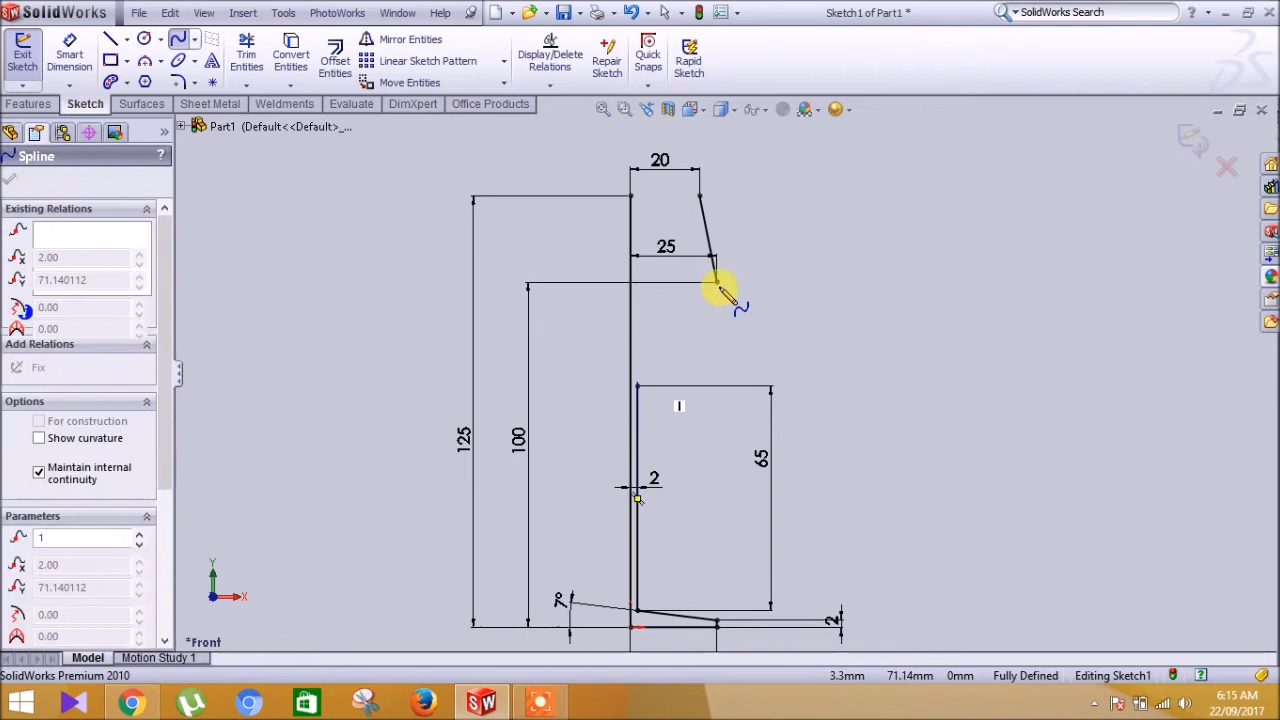 SolidWorks
File Edit View Insert Tools PhotoWorks Window Help
Sketch1 of Part1 *
SolidWorks Search
Exit Sketch
Smart Dimension
Trim Entities
Convert Entities
Offset Entities
Mirror Entities
Linear Sketch Pattern
Move Entities
Display/Delete Relations
Repair Sketch
Quick Snaps
Rapid Sketch
Features Sketch Surfaces Sheet Metal Weldments Evaluate DimXpert Office Products
Part1 (Default<<Default>_...
Spline ?
Existing Relations
2.00
71.140112
0.00
0.00
Add Relations
Fix
Options
For construction
Show curvature
Maintain internal continuity
Parameters
1
2.00
71.140112
0.00
0.00
20
25
125
100
65
2
7°
2
Y
X
*Front
Model Motion Study 1
SolidWorks Premium 2010
3.3mm 71.14mm 0mm Fully Defined Editing Sketch1
6:15 AM
22/09/2017